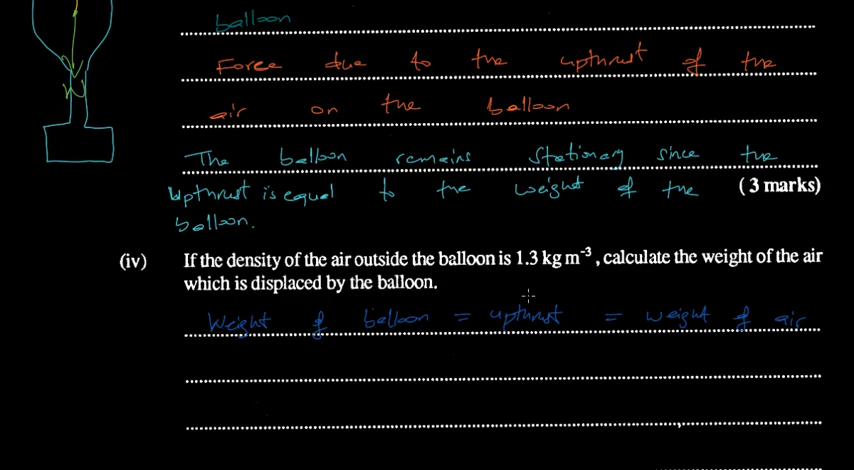 balloon
Force due to the upthrust of the
air on the balloon
The balloon remains stationary since the
Upthrust is equal to the weight of the (3 marks)
balloon.
(iv) If the density of the air outside the balloon is 1.3 kg m⁻³, calculate the weight of the air
which is displaced by the balloon.
Weight of balloon = upthrust = weight of air